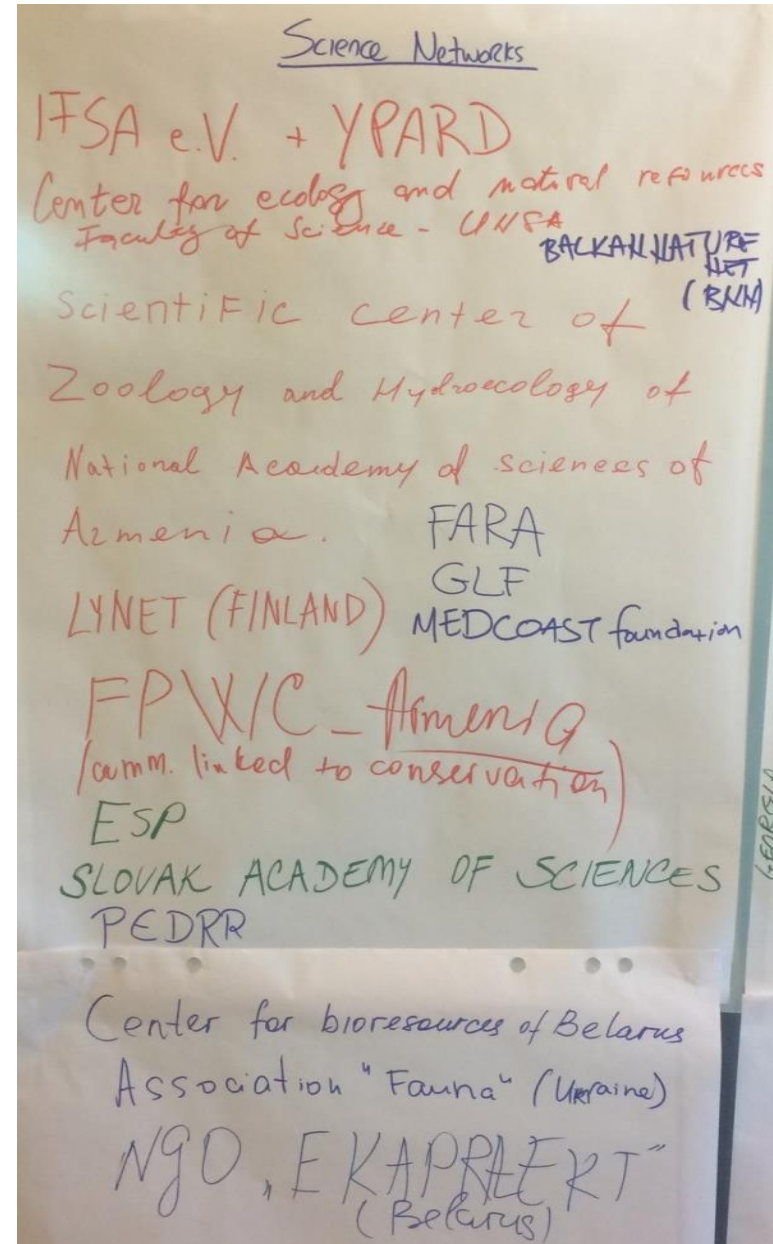 Science Networks
IFSA e.V. + YPARD
Center for ecology and natural resources
Faculty of Science - UNSA
BALKAN NATURE
NET
(BNN)
Scientific center of
Zoology and Hydroecology of
National Academy of sciences of
Armenia.
FARA
GLF
LYNET (FINLAND)
MEDCOAST foundation
FPWC - Armenia
(comm. linked to conservation)
ESP
SLOVAK ACADEMY OF SCIENCES
PEDRR
GEORGIA
Center for bioresources of Belarus
Association "Fauna" (Ukraine)
NGO „EKAPRAEKT"
(Belarus)